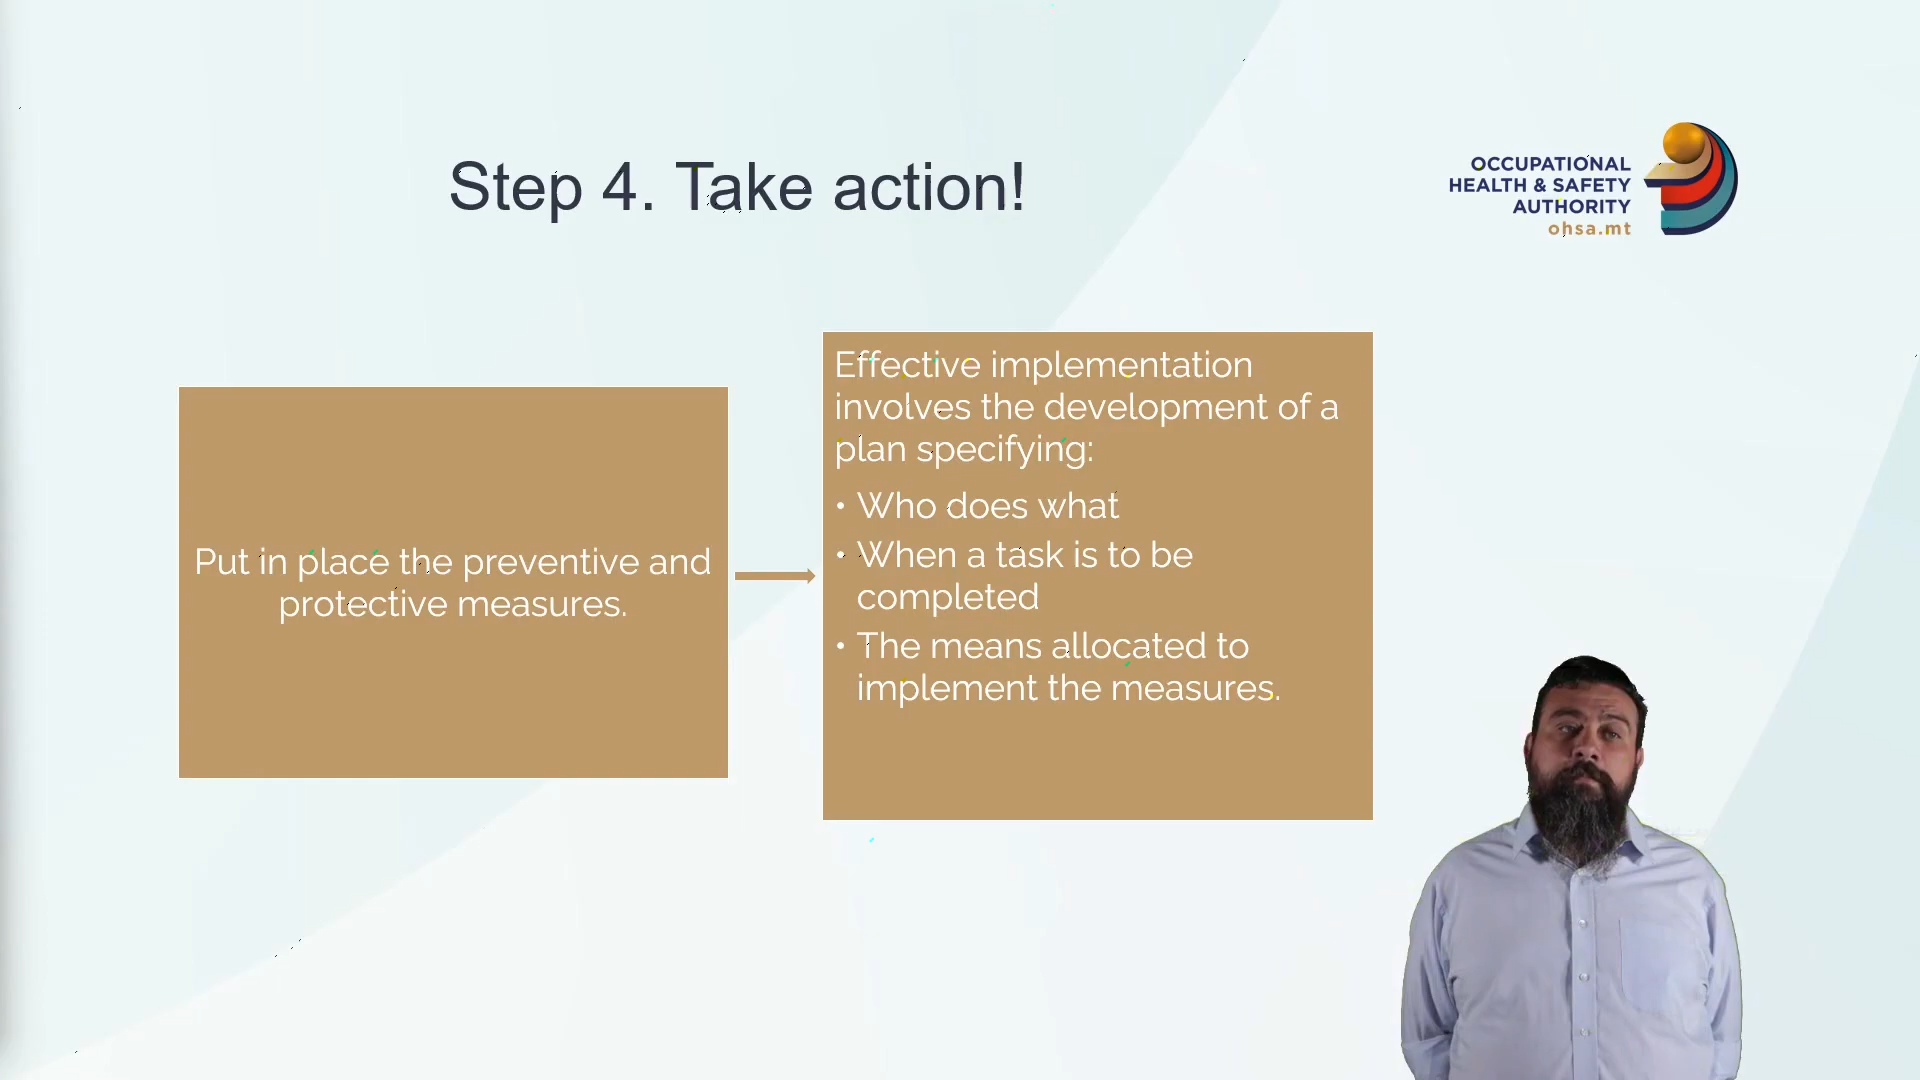 Step 4. Take action!
OCCUPATIONAL
HEALTH & SAFETY
AUTHORITY
ohsa.mt
Put in place the preventive and
protective measures.
Effective implementation
involves the development of a
plan specifying:
• Who does what
• When a task is to be
completed
• The means allocated to
implement the measures.